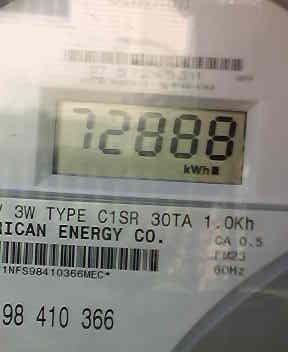 72888
kWh
3W TYPE C1SR 30TA 1.0Kh
RICAN ENERGY CO.
CA 0.5
1NFS98410366MEC*
FM2S
60Hz
98 410 366